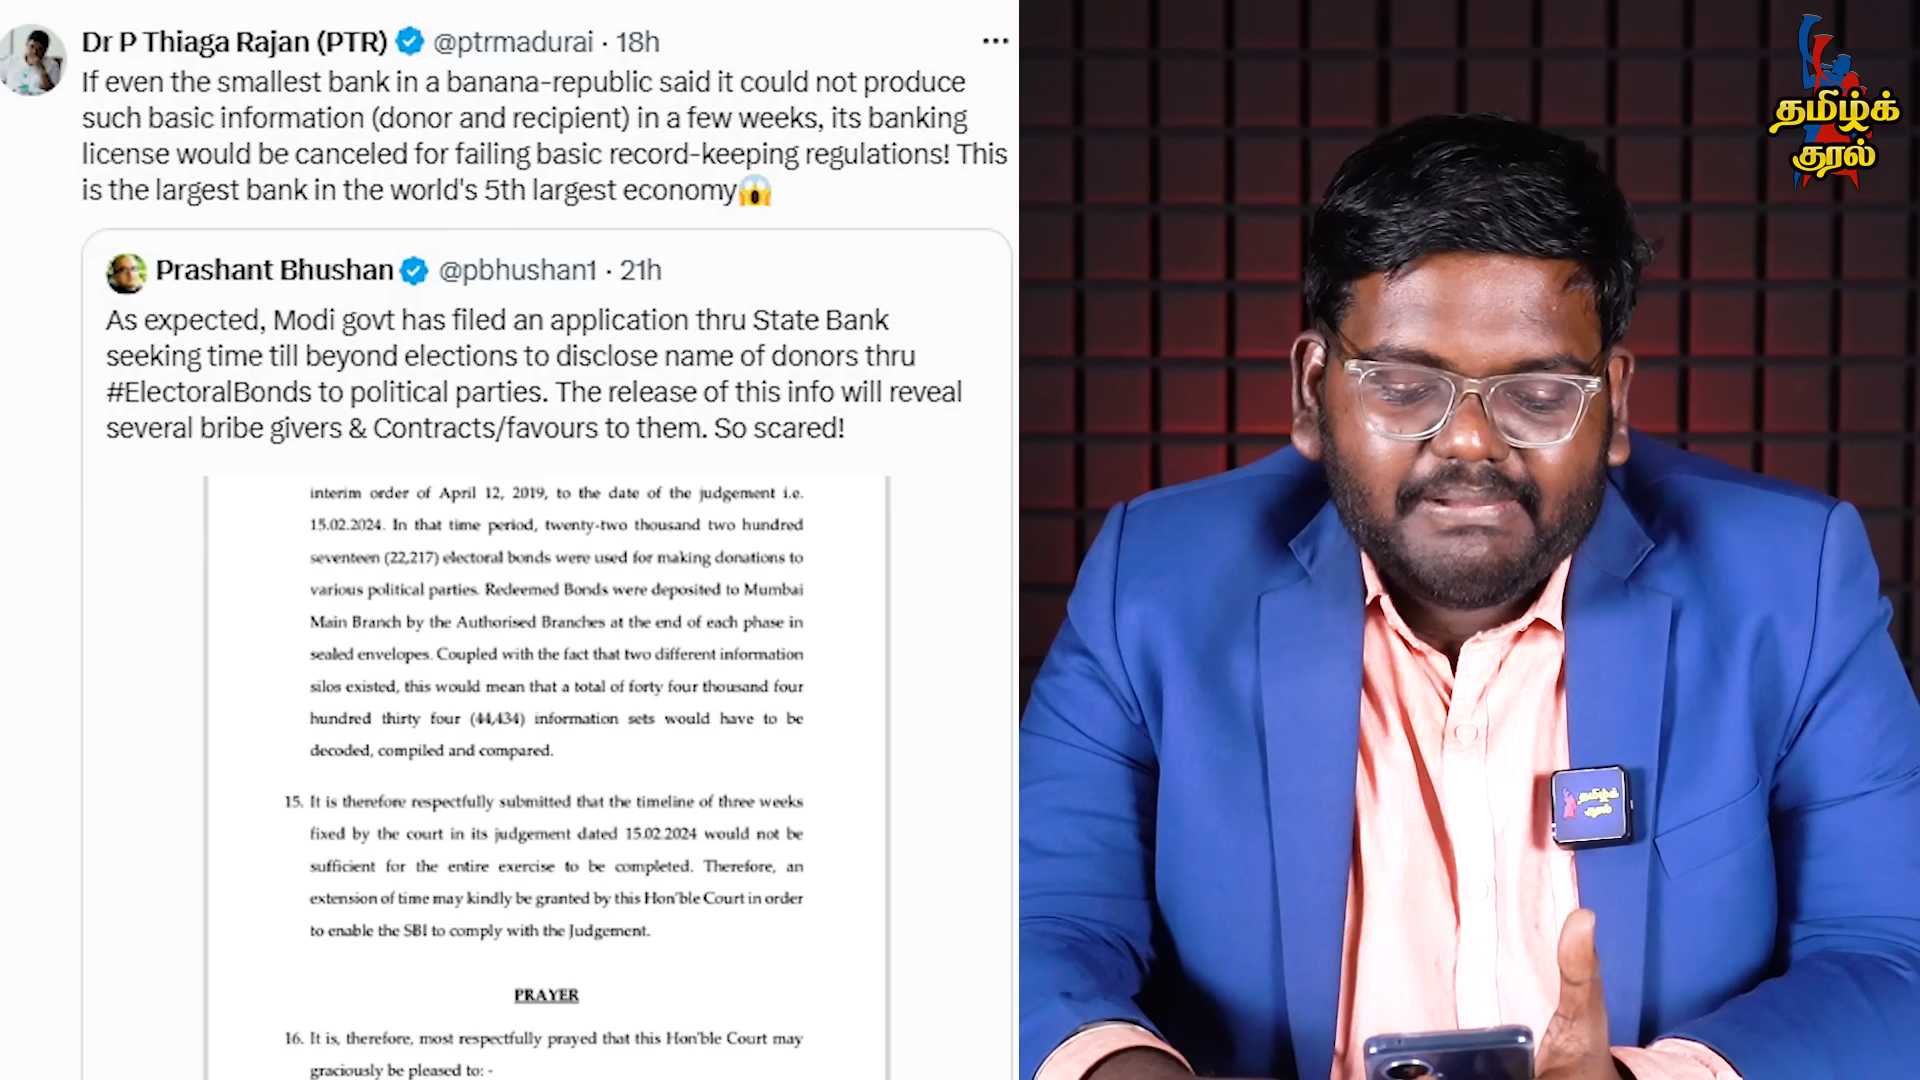 Dr P Thiaga Rajan (PTR) @ptrmadurai · 18h
If even the smallest bank in a banana-republic said it could not produce
such basic information (donor and recipient) in a few weeks, its banking
license would be canceled for failing basic record-keeping regulations! This
is the largest bank in the world's 5th largest economy😱
Prashant Bhushan @pbhushan1 · 21h
As expected, Modi govt has filed an application thru State Bank
seeking time till beyond elections to disclose name of donors thru
#ElectoralBonds to political parties. The release of this info will reveal
several bribe givers & Contracts/favours to them. So scared!
interim order of April 12, 2019, to the date of the judgement i.e.
15.02.2024. In that time period, twenty-two thousand two hundred
seventeen (22,217) electoral bonds were used for making donations to
various political parties. Redeemed Bonds were deposited to Mumbai
Main Branch by the Authorised Branches at the end of each phase in
sealed envelopes. Coupled with the fact that two different information
silos existed, this would mean that a total of forty four thousand four
hundred thirty four (44,434) information sets would have to be
decoded, compiled and compared.
15. It is therefore respectfully submitted that the timeline of three weeks
fixed by the court in its judgement dated 15.02.2024 would not be
sufficient for the entire exercise to be completed. Therefore, an
extension of time may kindly be granted by this Hon'ble Court in order
to enable the SBI to comply with the Judgement.
PRAYER
16. It is, therefore, most respectfully prayed that this Hon'ble Court may
graciously be pleased to: -
தமிழ்க்
குரல்
தமிழ்க்
குரல்